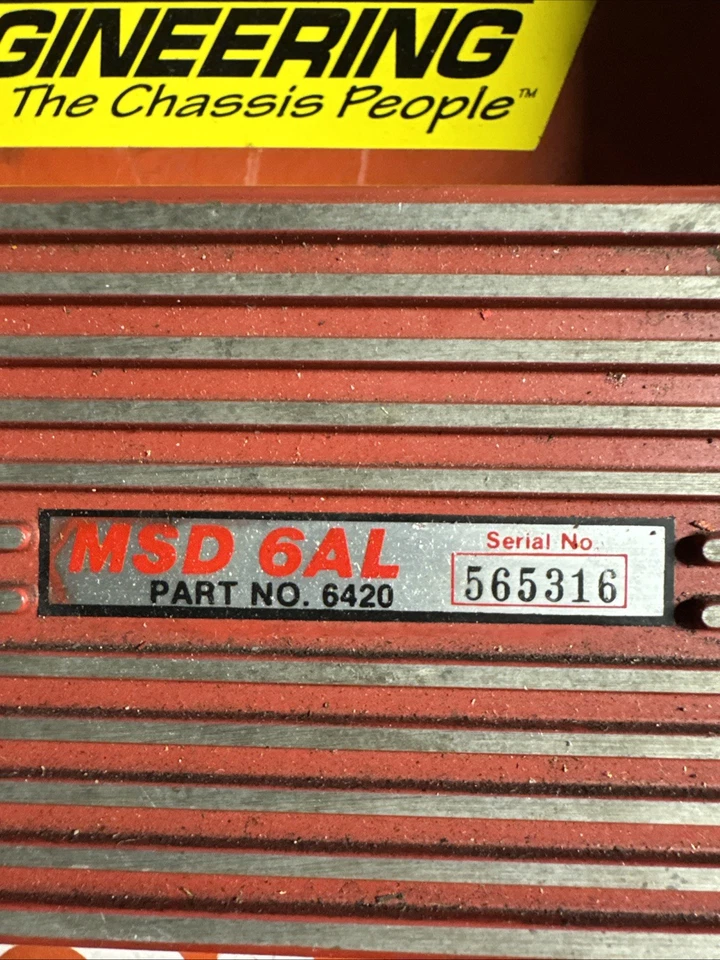 GINEERING
The Chassis People™
MSD 6AL
PART NO. 6420
Serial No.
565316